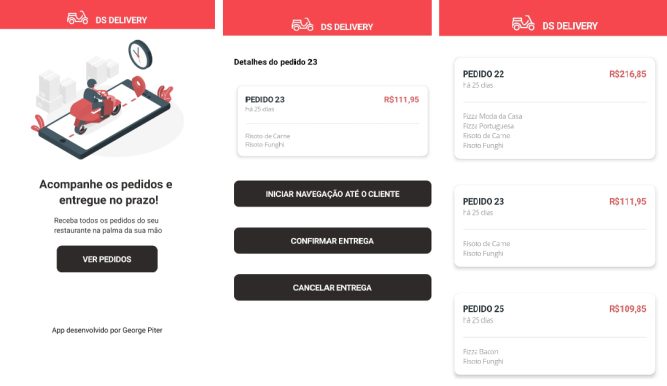 DS DELIVERY
Acompanhe os pedidos e
entregue no prazo!
Receba todos os pedidos do seu
restaurante na palma da sua mão
VER PEDIDOS
App desenvolvido por George Piter
DS DELIVERY
Detalhes do pedido 23
PEDIDO 23 R$111,95
há 25 dias
Risoto de Carne
Risoto Funghi
INICIAR NAVEGAÇÃO ATÉ O CLIENTE
CONFIRMAR ENTREGA
CANCELAR ENTREGA
DS DELIVERY
PEDIDO 22 R$216,85
há 25 dias
Pizza Moda da Casa
Pizza Portuguesa
Risoto de Carne
Risoto Funghi
PEDIDO 23 R$111,95
há 25 dias
Risoto de Carne
Risoto Funghi
PEDIDO 25 R$109,85
há 25 dias
Pizza Bacon
Risoto Funghi